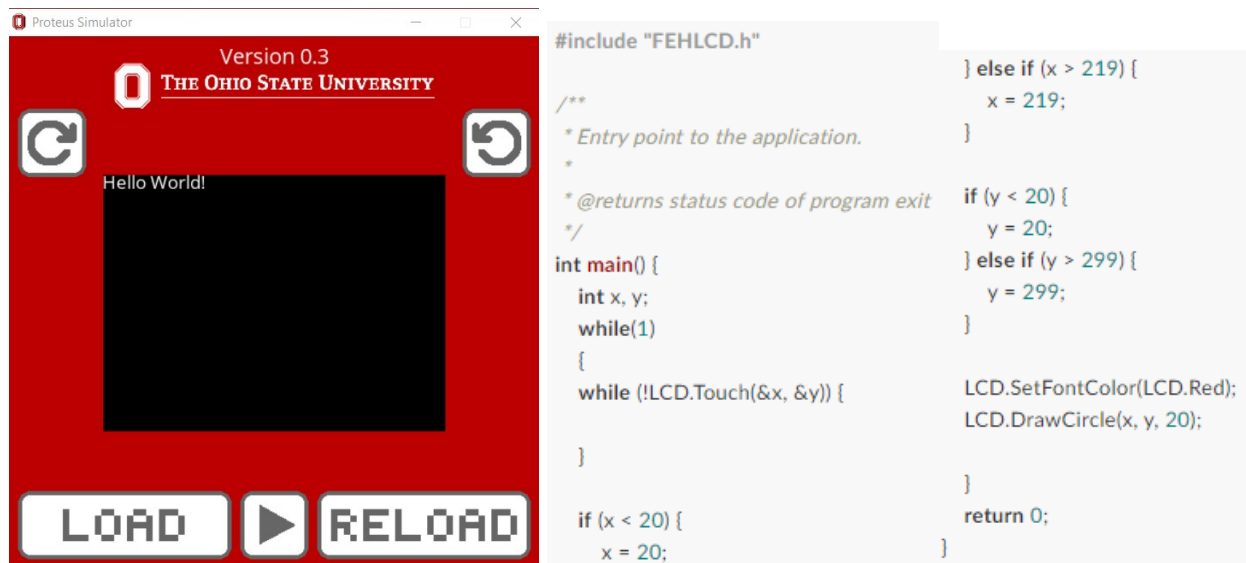 Proteus Simulator
Version 0.3
THE OHIO STATE UNIVERSITY
Hello World!
LOAD
RELOAD
#include "FEHLCD.h"
/**
* Entry point to the application.
*
* @returns status code of program exit
*/
int main() {
int x, y;
while(1)
{
while (!LCD.Touch(&x, &y)) {
}
if (x < 20) {
x = 20;
} else if (x > 219) {
x = 219;
}
if (y < 20) {
y = 20;
} else if (y > 299) {
y = 299;
}
LCD.SetFontColor(LCD.Red);
LCD.DrawCircle(x, y, 20);
}
return 0;
}